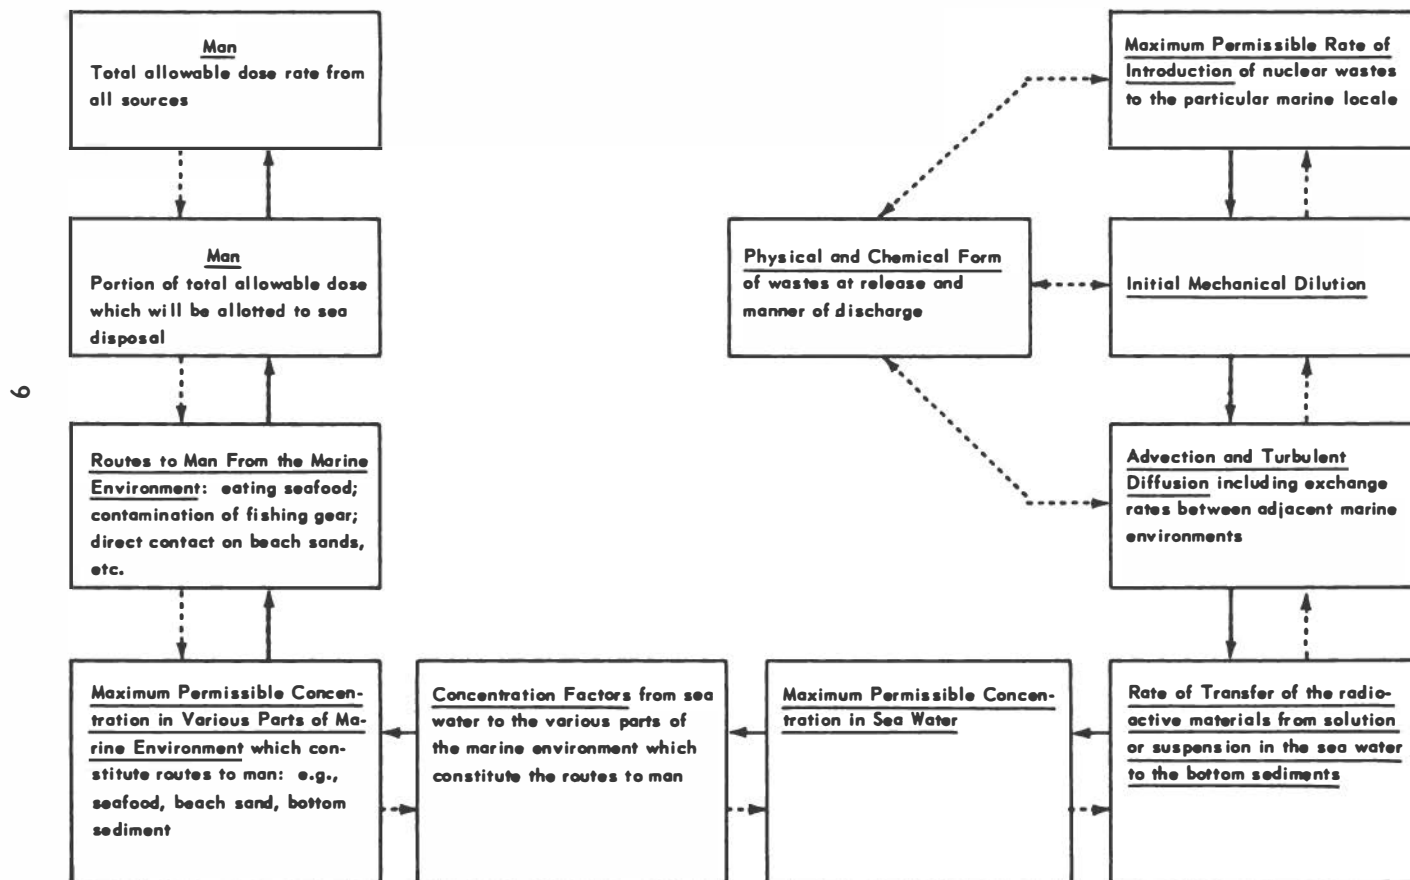 Man
Total allowable dose rate from
all sources
Man
Portion of total allowable dose
which will be allotted to sea
disposal
Routes to Man From the Marine
Environment: eating seafood;
contamination of fishing gear;
direct contact on beach sands,
etc.
Maximum Permissible Concen-
tration in Various Parts of Ma-
rine Environment which con-
stitute routes to man: e.g.,
seafood, beach sand, bottom
sediment
Concentration Factors from sea
water to the various parts of
the marine environment which
constitute the routes to man
Maximum Permissible Concen-
tration in Sea Water
Rate of Transfer of the radio-
active materials from solution
or suspension in the sea water
to the bottom sediments
Advection and Turbulent
Diffusion including exchange
rates between adjacent marine
environments
Initial Mechanical Dilution
Maximum Permissible Rate of
Introduction of nuclear wastes
to the particular marine locale
Physical and Chemical Form
of wastes at release and
manner of discharge
6